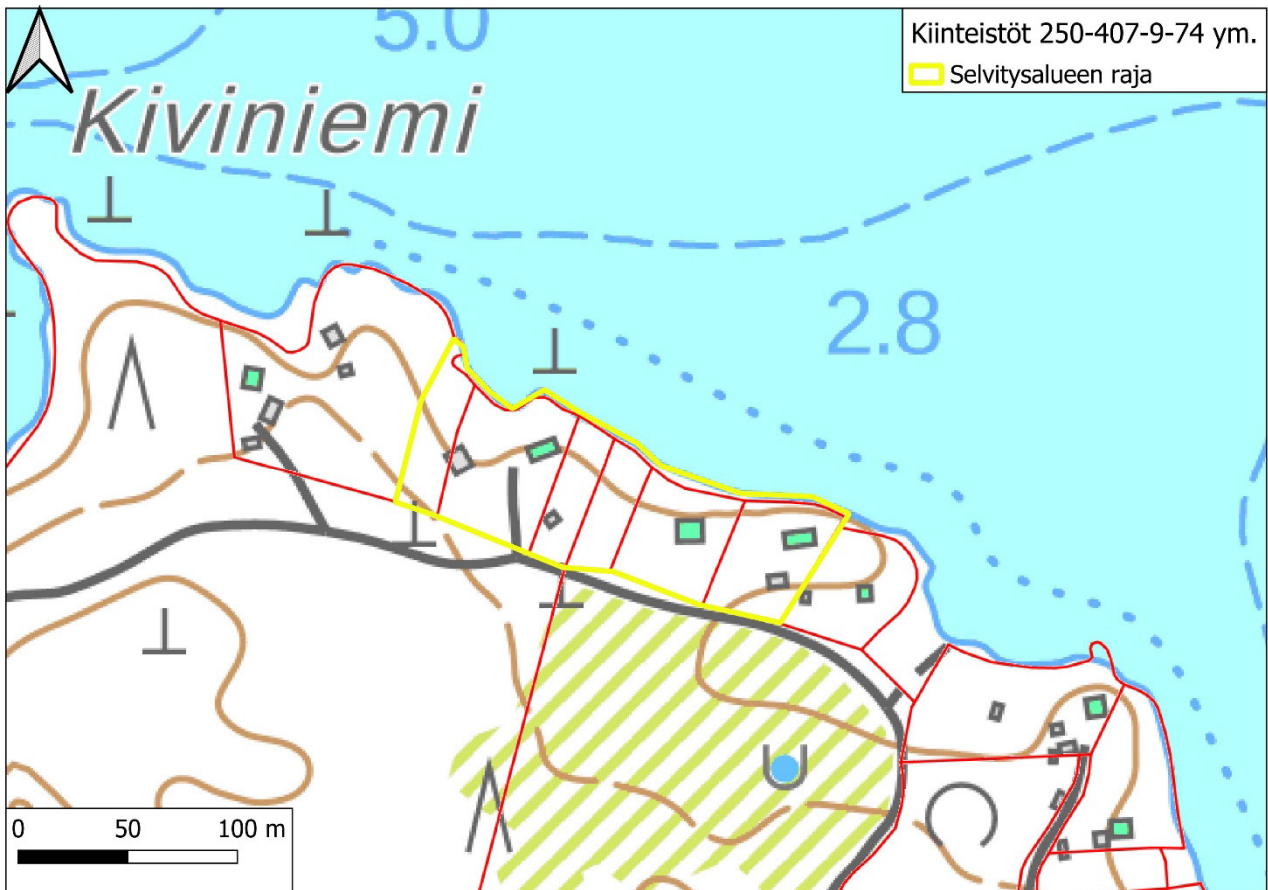 5.0
Kiinteistöt 250-407-9-74 ym.
Selvitysalueen raja
Kiviniemi
2.8
0 50 100 m